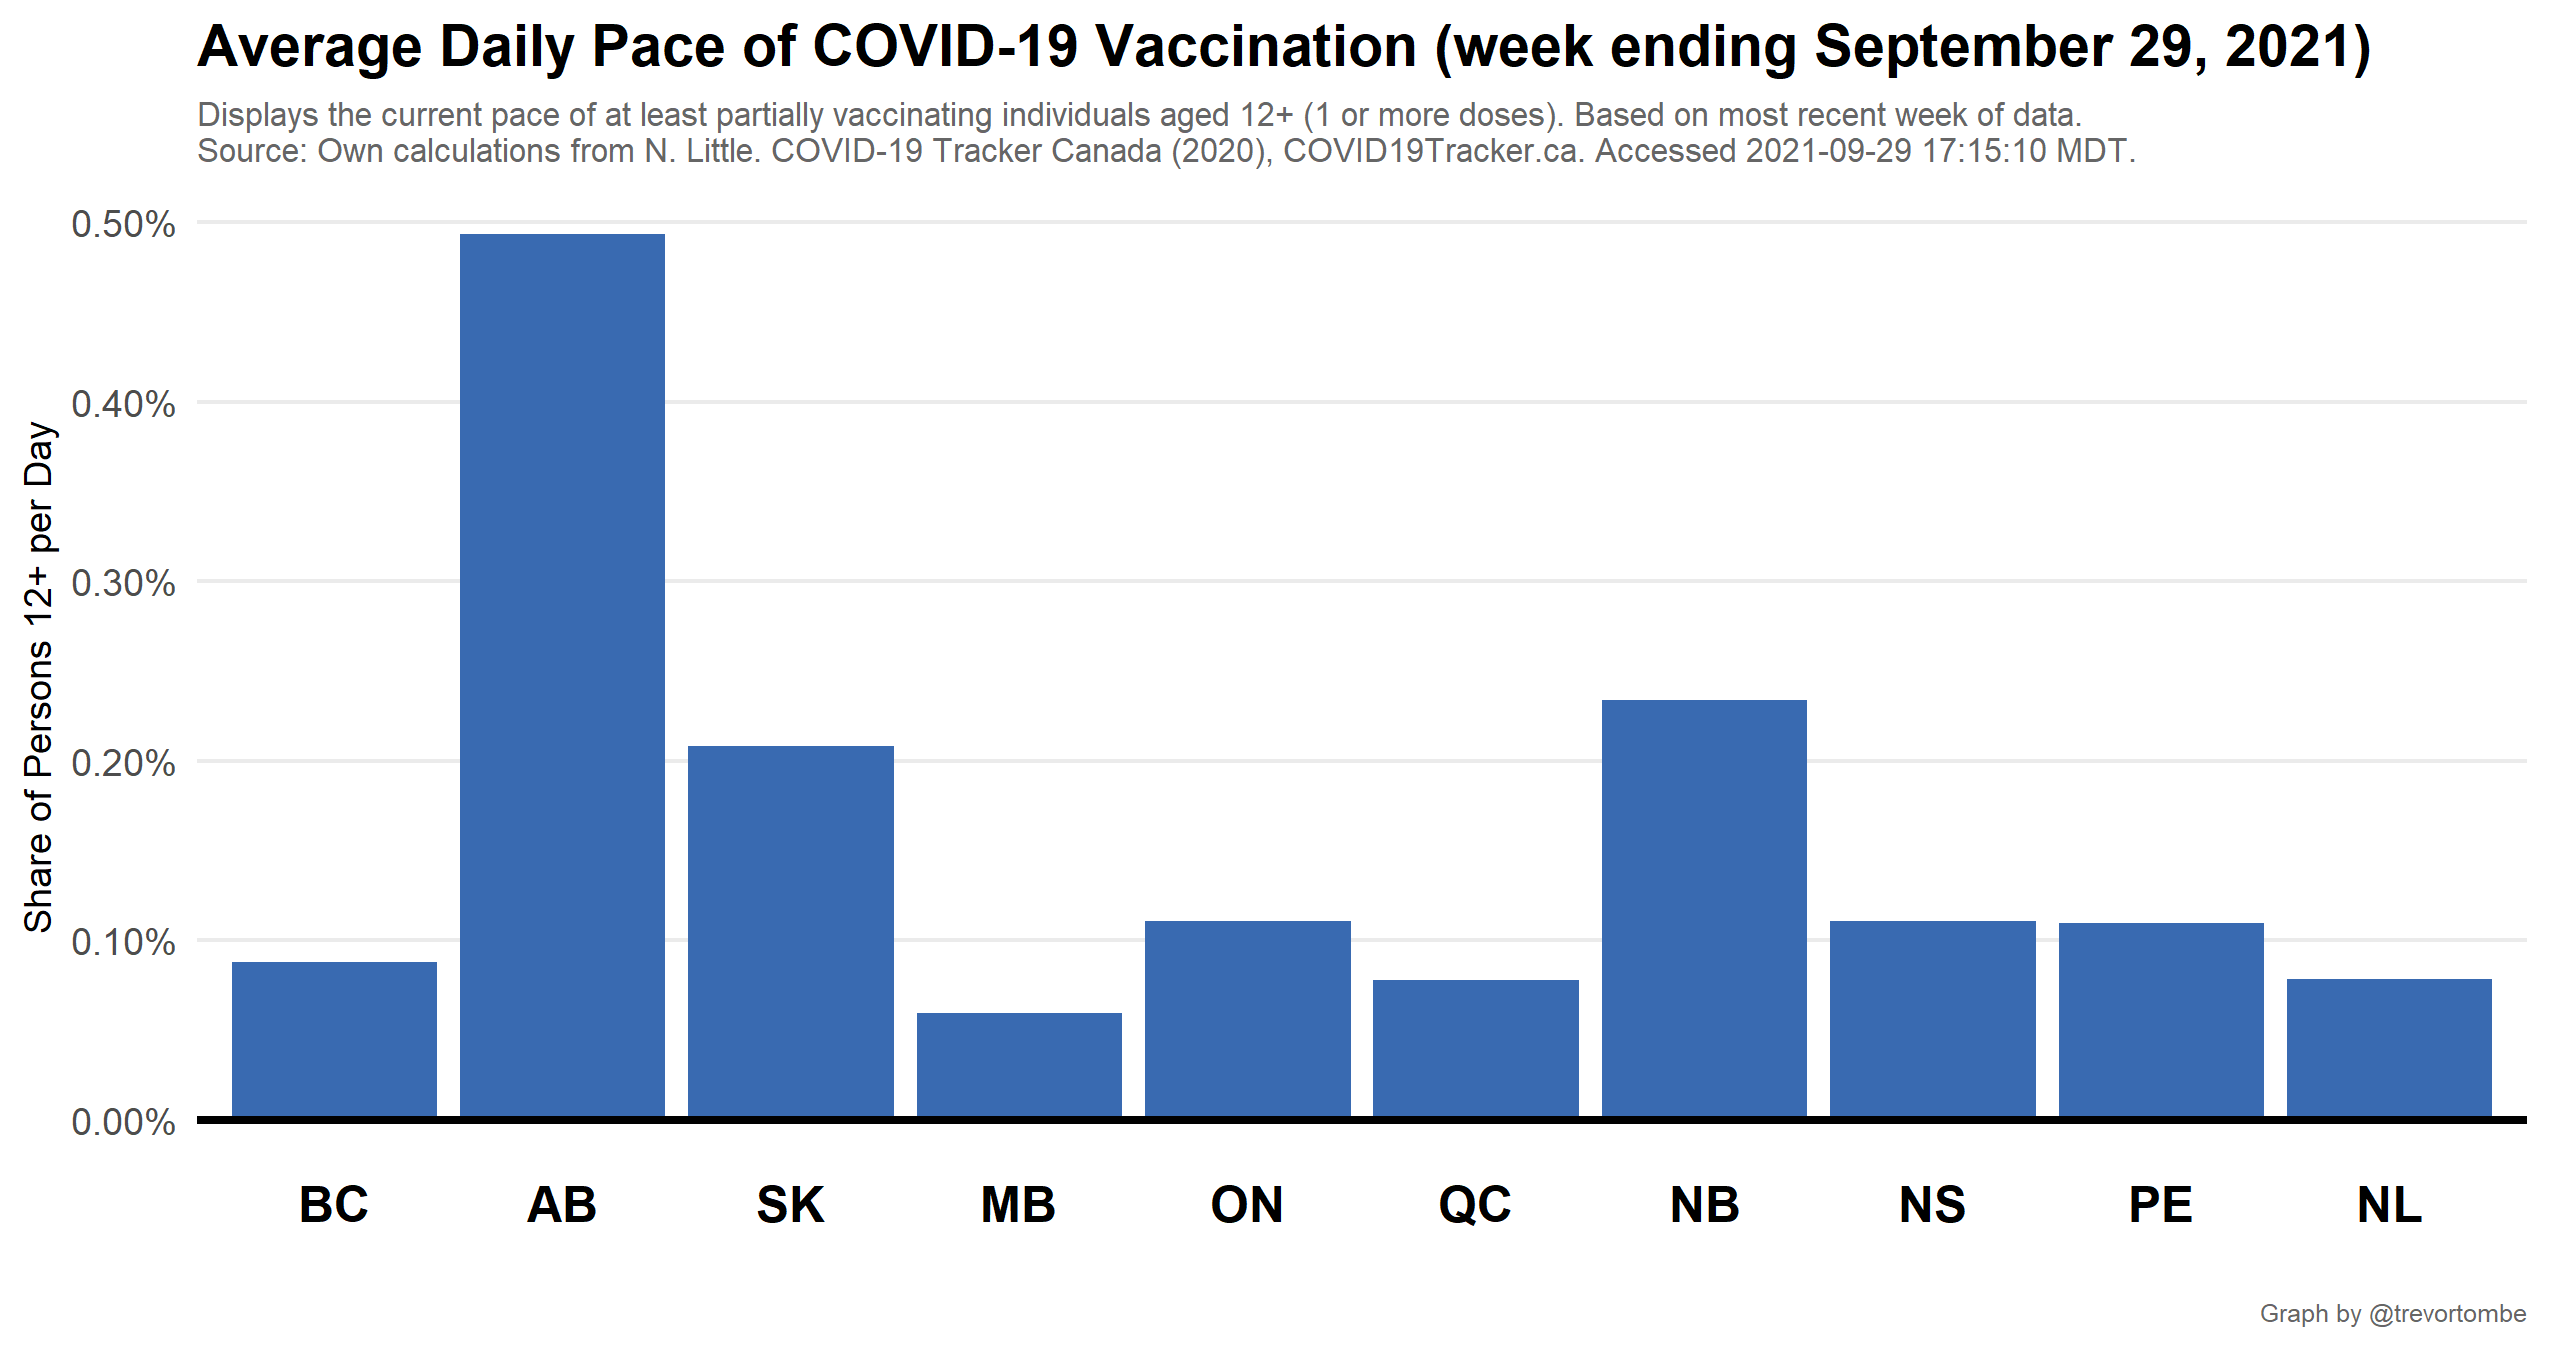 Average Daily Pace of COVID-19 Vaccination (week ending September 29, 2021)
Displays the current pace of at least partially vaccinating individuals aged 12+ (1 or more doses). Based on most recent week of data.
Source: Own calculations from N. Little. COVID-19 Tracker Canada (2020), COVID19Tracker.ca. Accessed 2021-09-29 17:15:10 MDT.
Share of Persons 12+ per Day
0.50%
0.40%
0.30%
0.20%
0.10%
0.00%
BC AB SK MB ON QC NB NS PE NL
Graph by @trevortombe